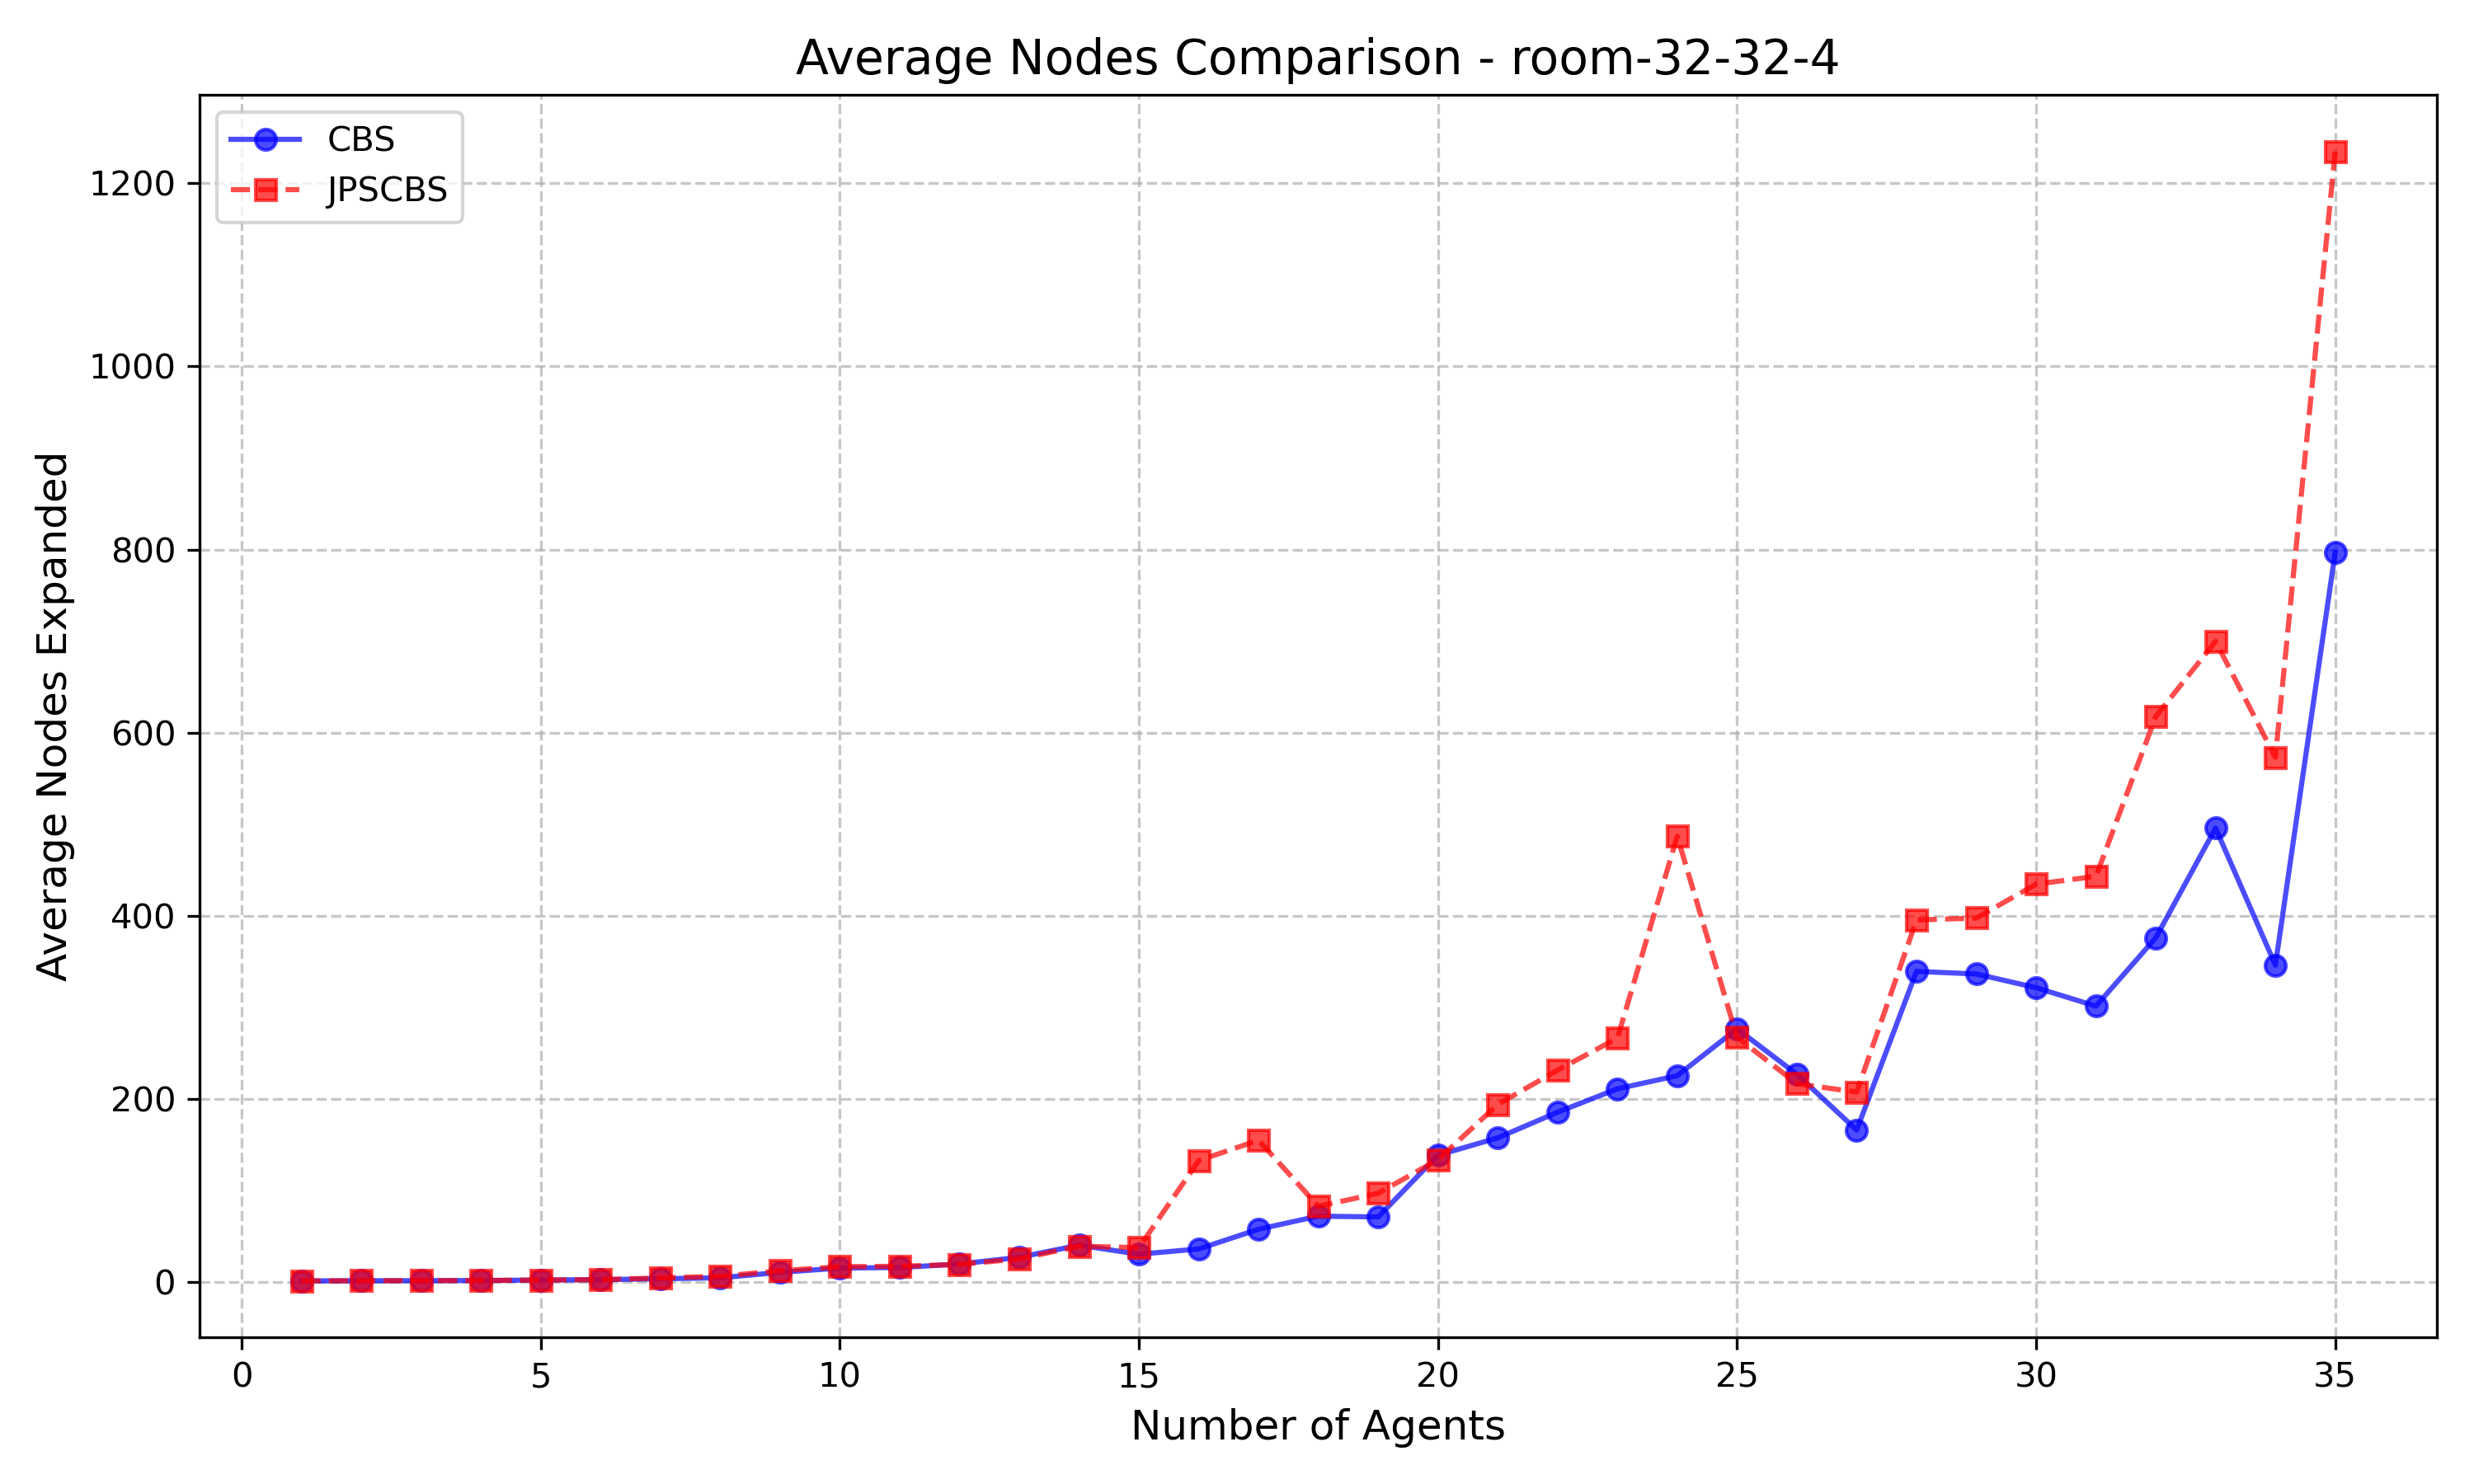 Average Nodes Comparison - room-32-32-4
CBS
JPSCBS
Average Nodes Expanded
1200
1000
800
600
400
200
0
0 5 10 15 20 25 30 35
Number of Agents